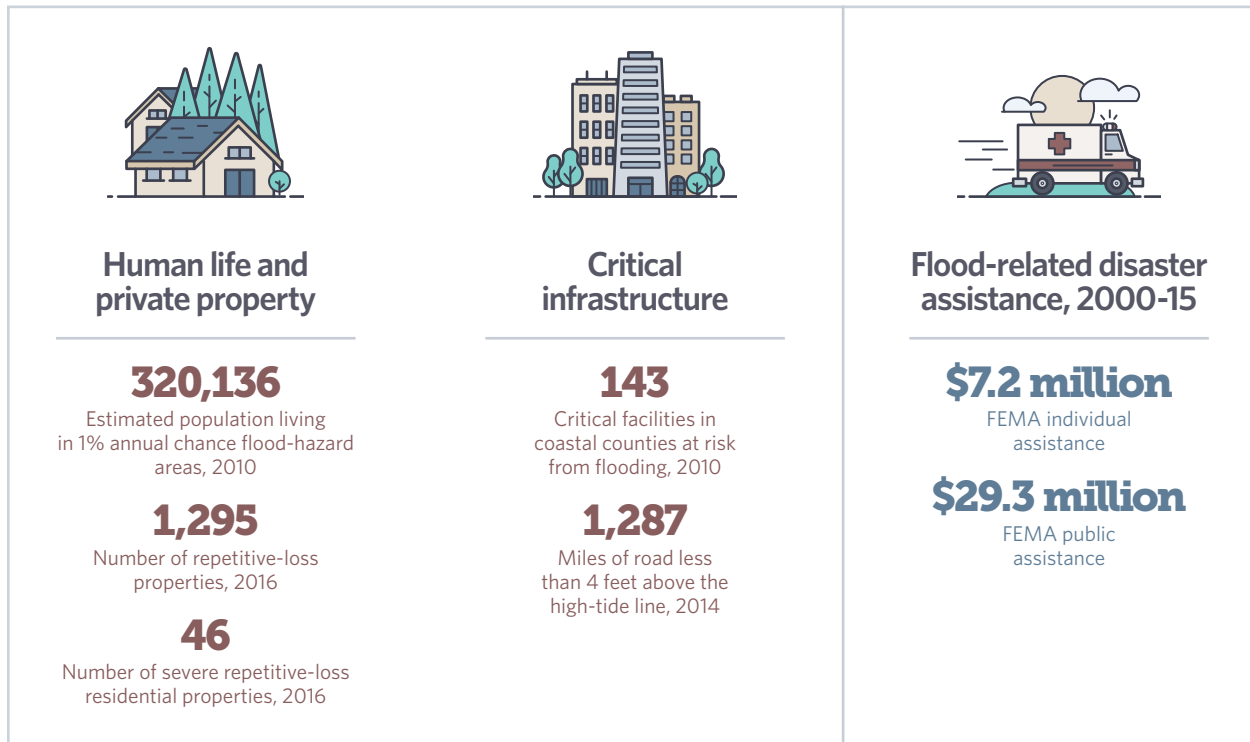 Human life and
private property
320,136
Estimated population living
in 1% annual chance flood-hazard
areas, 2010
1,295
Number of repetitive-loss
properties, 2016
46
Number of severe repetitive-loss
residential properties, 2016
Critical
infrastructure
143
Critical facilities in
coastal counties at risk
from flooding, 2010
1,287
Miles of road less
than 4 feet above the
high-tide line, 2014
Flood-related disaster
assistance, 2000-15
$7.2 million
FEMA individual
assistance
$29.3 million
FEMA public
assistance